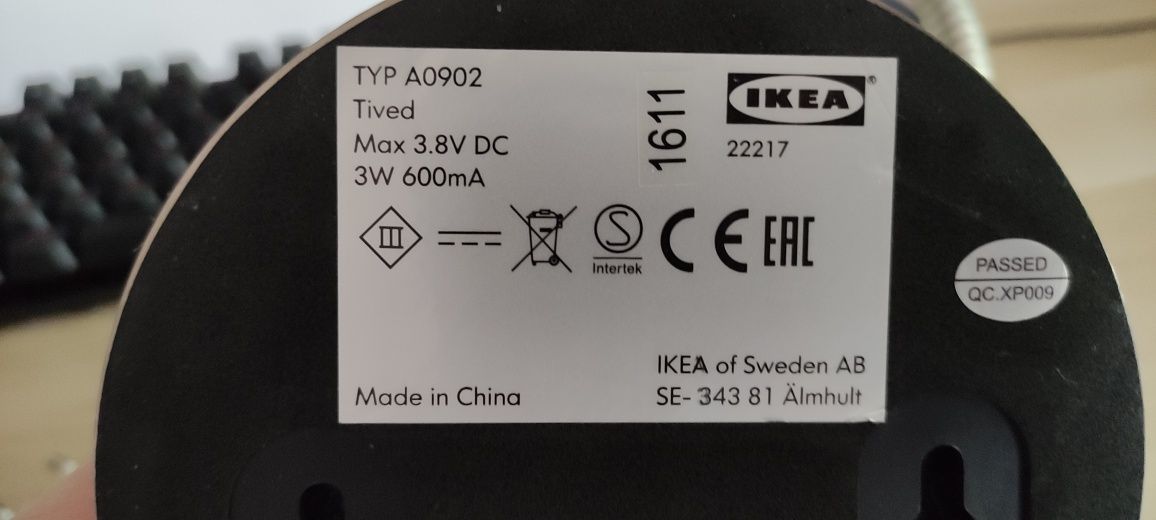 TYP A0902
Tived
Max 3.8V DC
3W 600mA
1611
IKEA®
22217
III
S
Intertek
CE EAC
PASSED
QC.XP009
IKEA of Sweden AB
SE- 343 81 Älmhult
Made in China